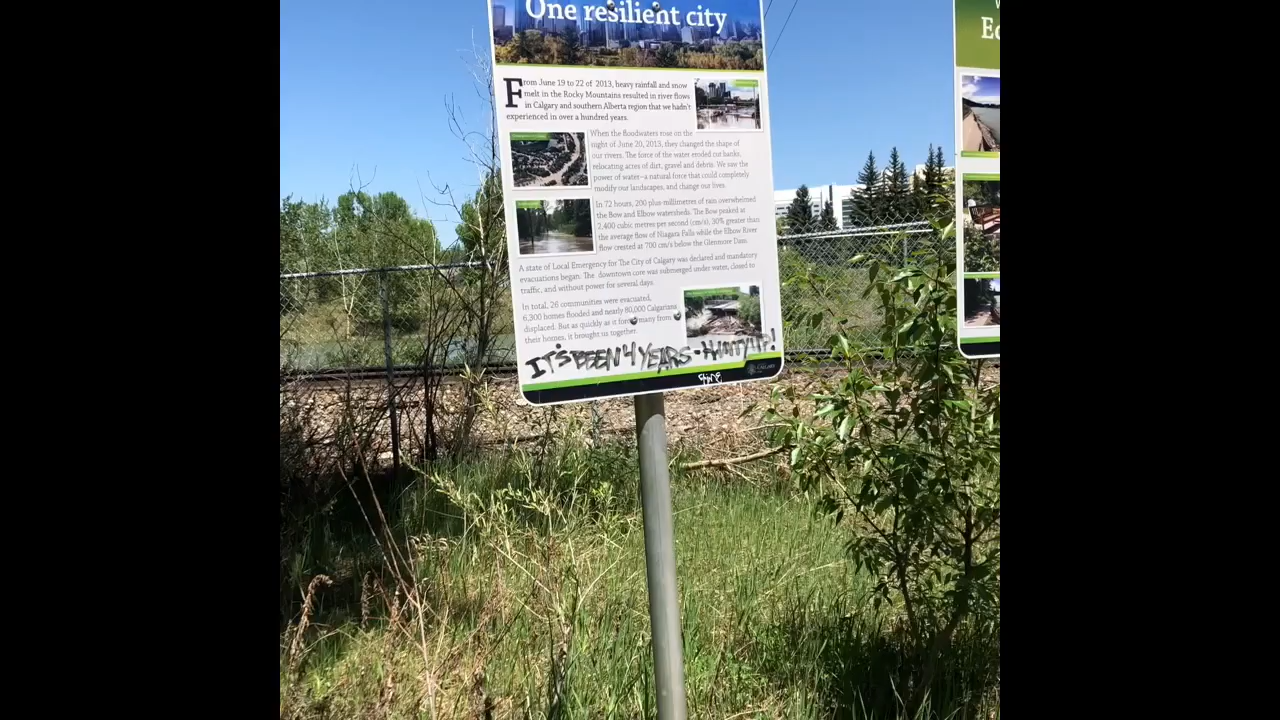 One resilient city
From June 19 to 22 of 2013, heavy rainfall and snow
melt in the Rocky Mountains resulted in river flows
in Calgary and southern Alberta region that we hadn't
experienced in over a hundred years.
When the floodwaters rose on the
night of June 20, 2013, they changed the shape of
our rivers. The force of the water eroded cut banks,
relocating acres of dirt, gravel and debris. We saw the
power of water–a natural force that could completely
modify our landscapes, and change our lives.
In 72 hours, 200 plus millimetres of rain overwhelmed
the Bow and Elbow watersheds. The Bow peaked at
2,400 cubic metres per second (cm/s), 30% greater than
the average flow of Niagara Falls while the Elbow River
flow crested at 700 cm/s below the Glenmore Dam.
A state of Local Emergency for The City of Calgary was declared and mandatory
evacuations began. The downtown core was submerged under water, closed to
traffic, and without power for several days.
In total, 26 communities were evacuated,
6,300 homes flooded and nearly 80,000 Calgarians
displaced. But as quickly as it forced many from
their homes, it brought us together.
IT'S BEEN 4 YEARS - HURRY UP!